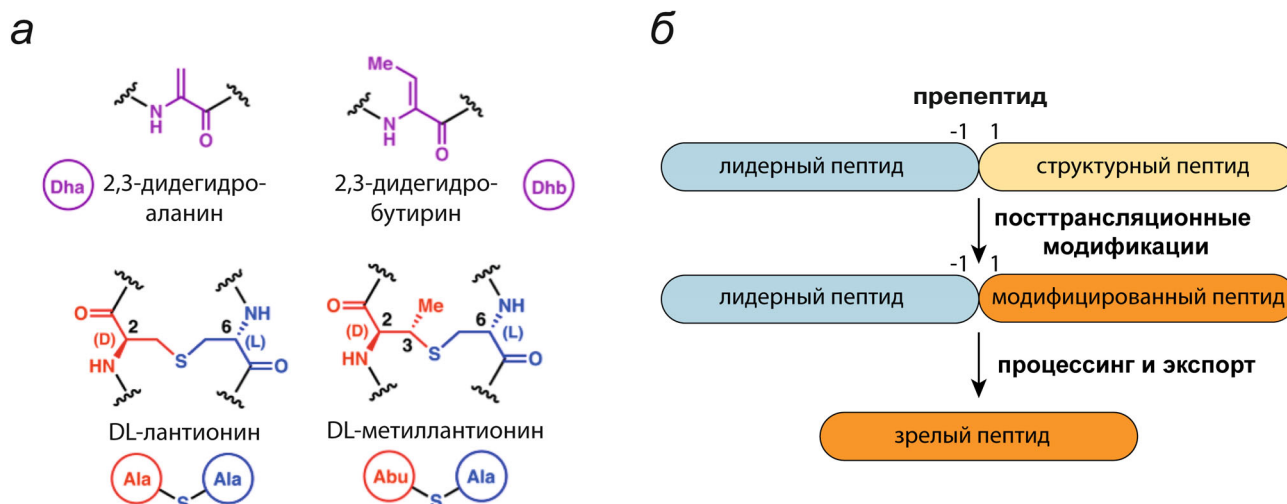 а
Me
N
H
O
N
H
O
Dha
2,3-дидегидро-
аланин
2,3-дидегидро-
бутирин
Dhb
O
(D)
2
HN
S
NH
6
(L)
O
O
(D)
2
Me
3
HN
S
NH
6
(L)
O
DL-лантионин
DL-метиллантионин
Ala
S
Ala
Abu
S
Ala
б
препептид
-1
1
лидерный пептид
структурный пептид
посттрансляционные
модификации
-1
1
лидерный пептид
модифицированный пептид
процессинг и экспорт
зрелый пептид